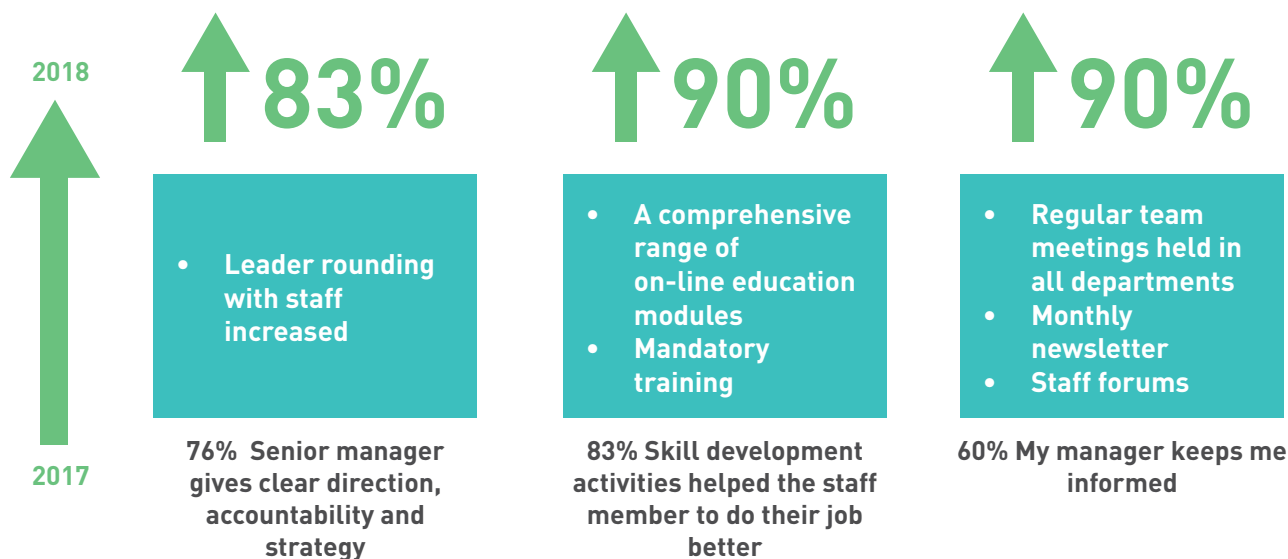 2018
2017
83%
• Leader rounding
with staff
increased
76% Senior manager
gives clear direction,
accountability and
strategy
90%
• A comprehensive
range of
on-line education
modules
• Mandatory
training
83% Skill development
activities helped the staff
member to do their job
better
90%
• Regular team
meetings held in
all departments
• Monthly
newsletter
• Staff forums
60% My manager keeps me
informed